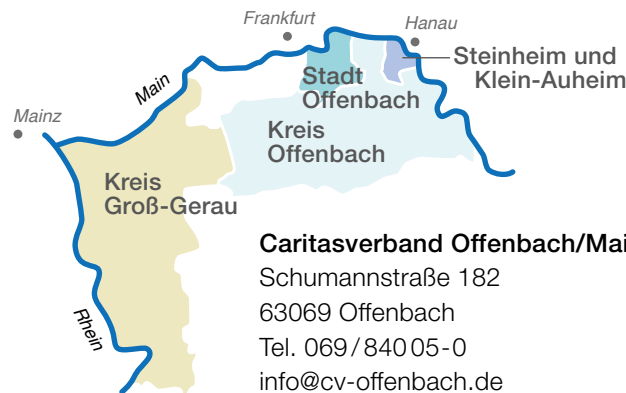 Frankfurt
Hanau
Steinheim und
Klein-Auheim
Stadt
Offenbach
Main
Mainz
Kreis
Offenbach
Kreis
Groß-Gerau
Rhein
Caritasverband Offenbach/Mai
Schumannstraße 182
63069 Offenbach
Tel. 069/84005-0
info@cv-offenbach.de